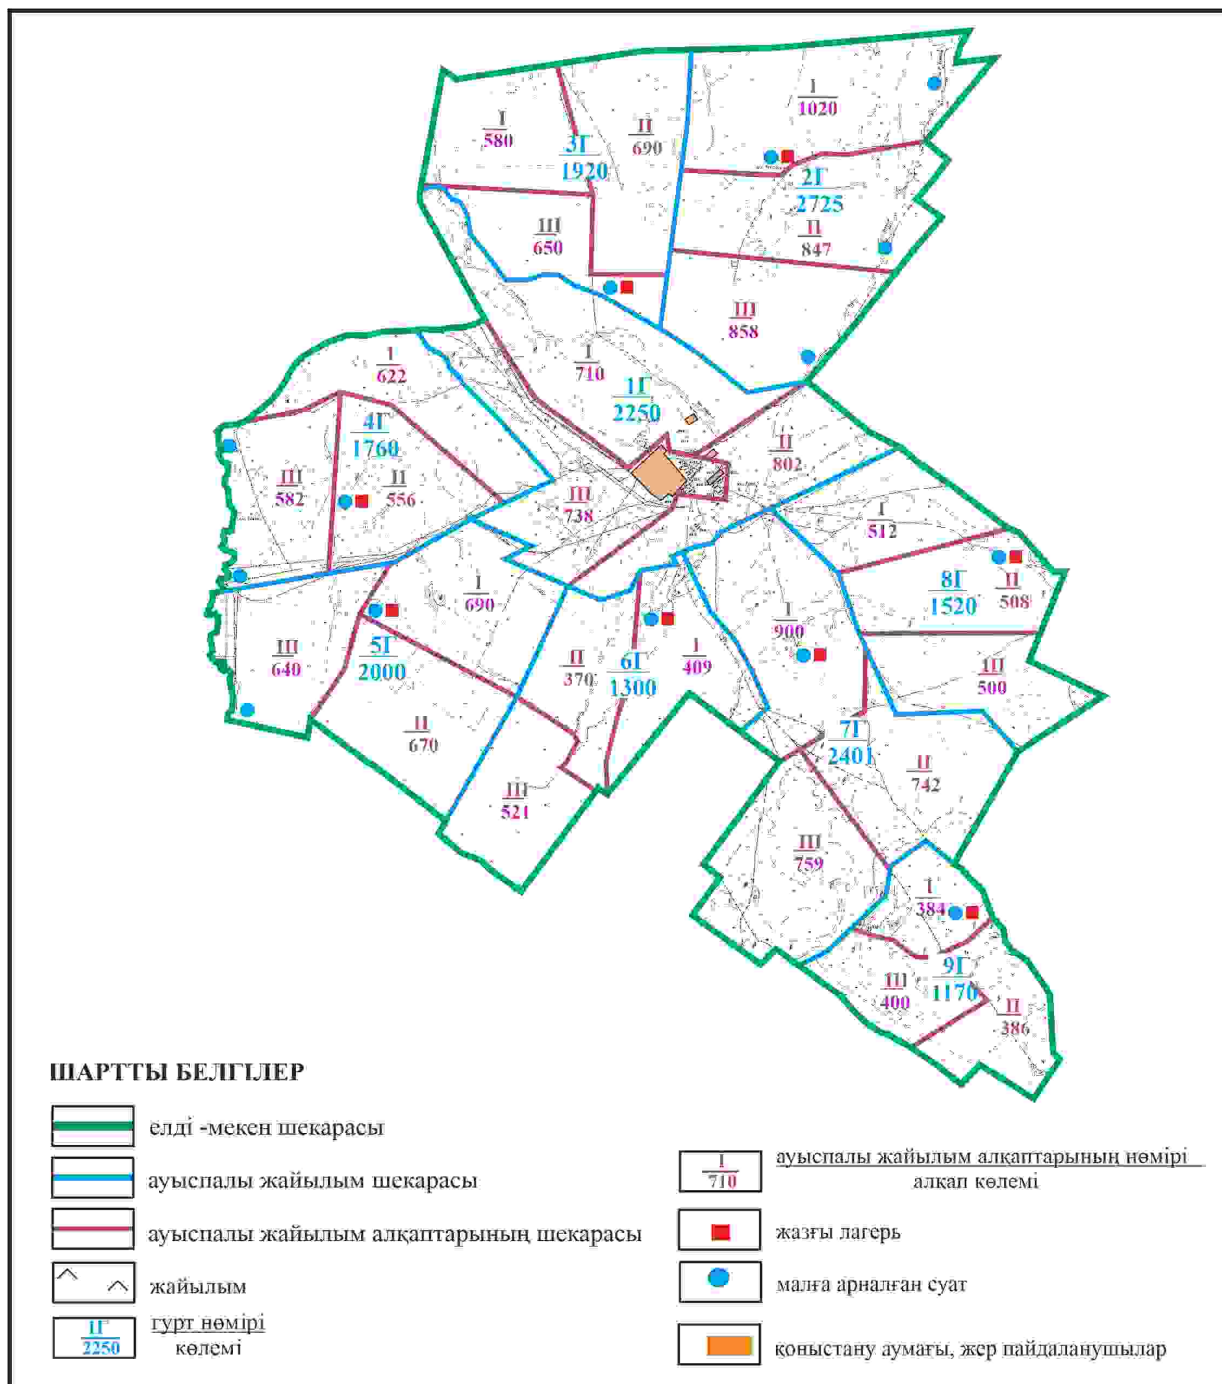 I
1020
I
580
II
690
3Г
1920
2Г
2725
II
847
III
650
III
858
I
710
I
622
1Г
2250
4Г
1760
II
802
III
582
II
556
III
738
I
512
8Г
1520
II
508
I
690
I
900
III
640
5Г
2000
II
370
6Г
1300
I
409
III
500
II
670
7Г
2401
II
742
III
521
III
759
I
384
9Г
1170
III
400
II
386
ШАРТТЫ БЕЛГІЛЕР
елді -мекен шекарасы
ауыспалы жайылым шекарасы
ауыспалы жайылым алқаптарының шекарасы
жайылым
1Г
2250
гурт нөмірі
көлемі
I
710
ауыспалы жайылым алқаптарының нөмірі
алқап көлемі
жазғы лагерь
малға арналған суат
қоныстану аумағы, жер пайдаланушылар